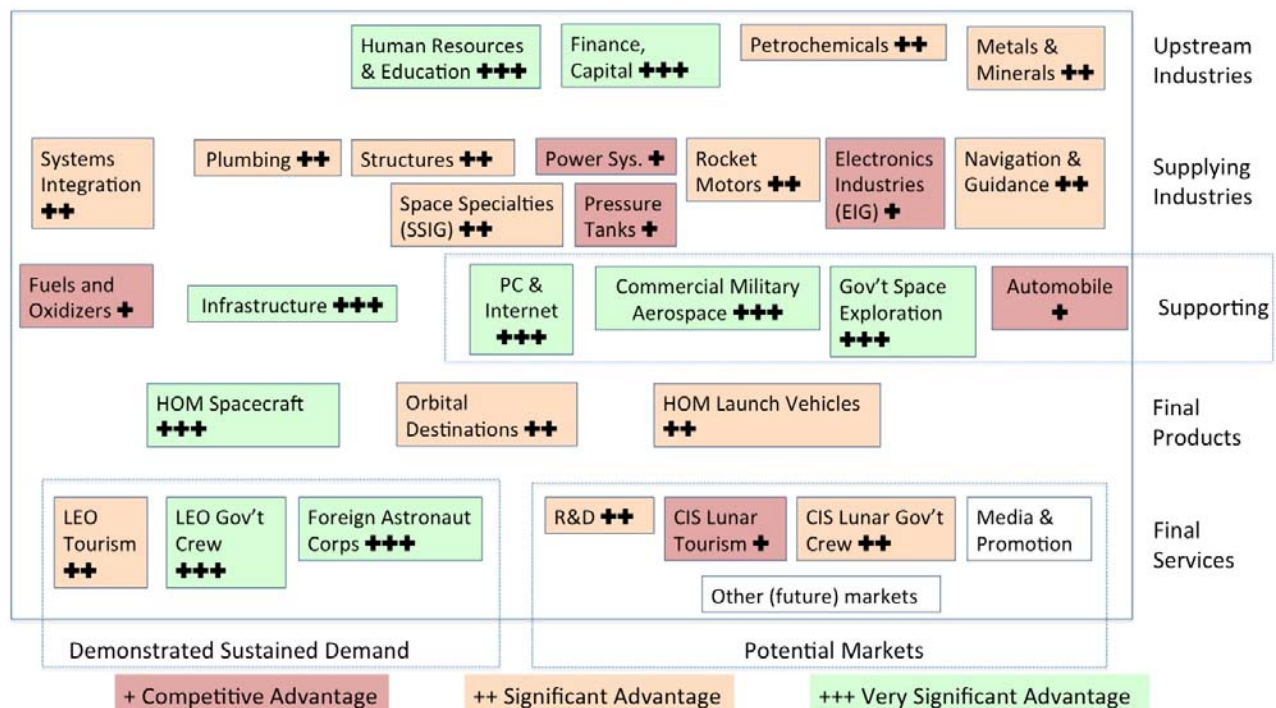 Human Resources
& Education +++
Finance,
Capital +++
Petrochemicals ++
Metals &
Minerals ++
Upstream
Industries
Systems
Integration
++
Plumbing ++
Structures ++
Power Sys. +
Rocket
Motors ++
Electronics
Industries
(EIG) +
Navigation &
Guidance ++
Supplying
Industries
Space Specialties
(SSIG) ++
Pressure
Tanks +
Fuels and
Oxidizers +
Infrastructure +++
PC &
Internet
+++
Commercial Military
Aerospace +++
Gov't Space
Exploration
+++
Automobile
+
Supporting
HOM Spacecraft
+++
Orbital
Destinations ++
HOM Launch Vehicles
++
Final
Products
LEO
Tourism
++
LEO Gov't
Crew
+++
Foreign Astronaut
Corps +++
R&D ++
CIS Lunar
Tourism +
CIS Lunar Gov't
Crew ++
Media &
Promotion
Final
Services
Other (future) markets
Demonstrated Sustained Demand
Potential Markets
+ Competitive Advantage
++ Significant Advantage
+++ Very Significant Advantage